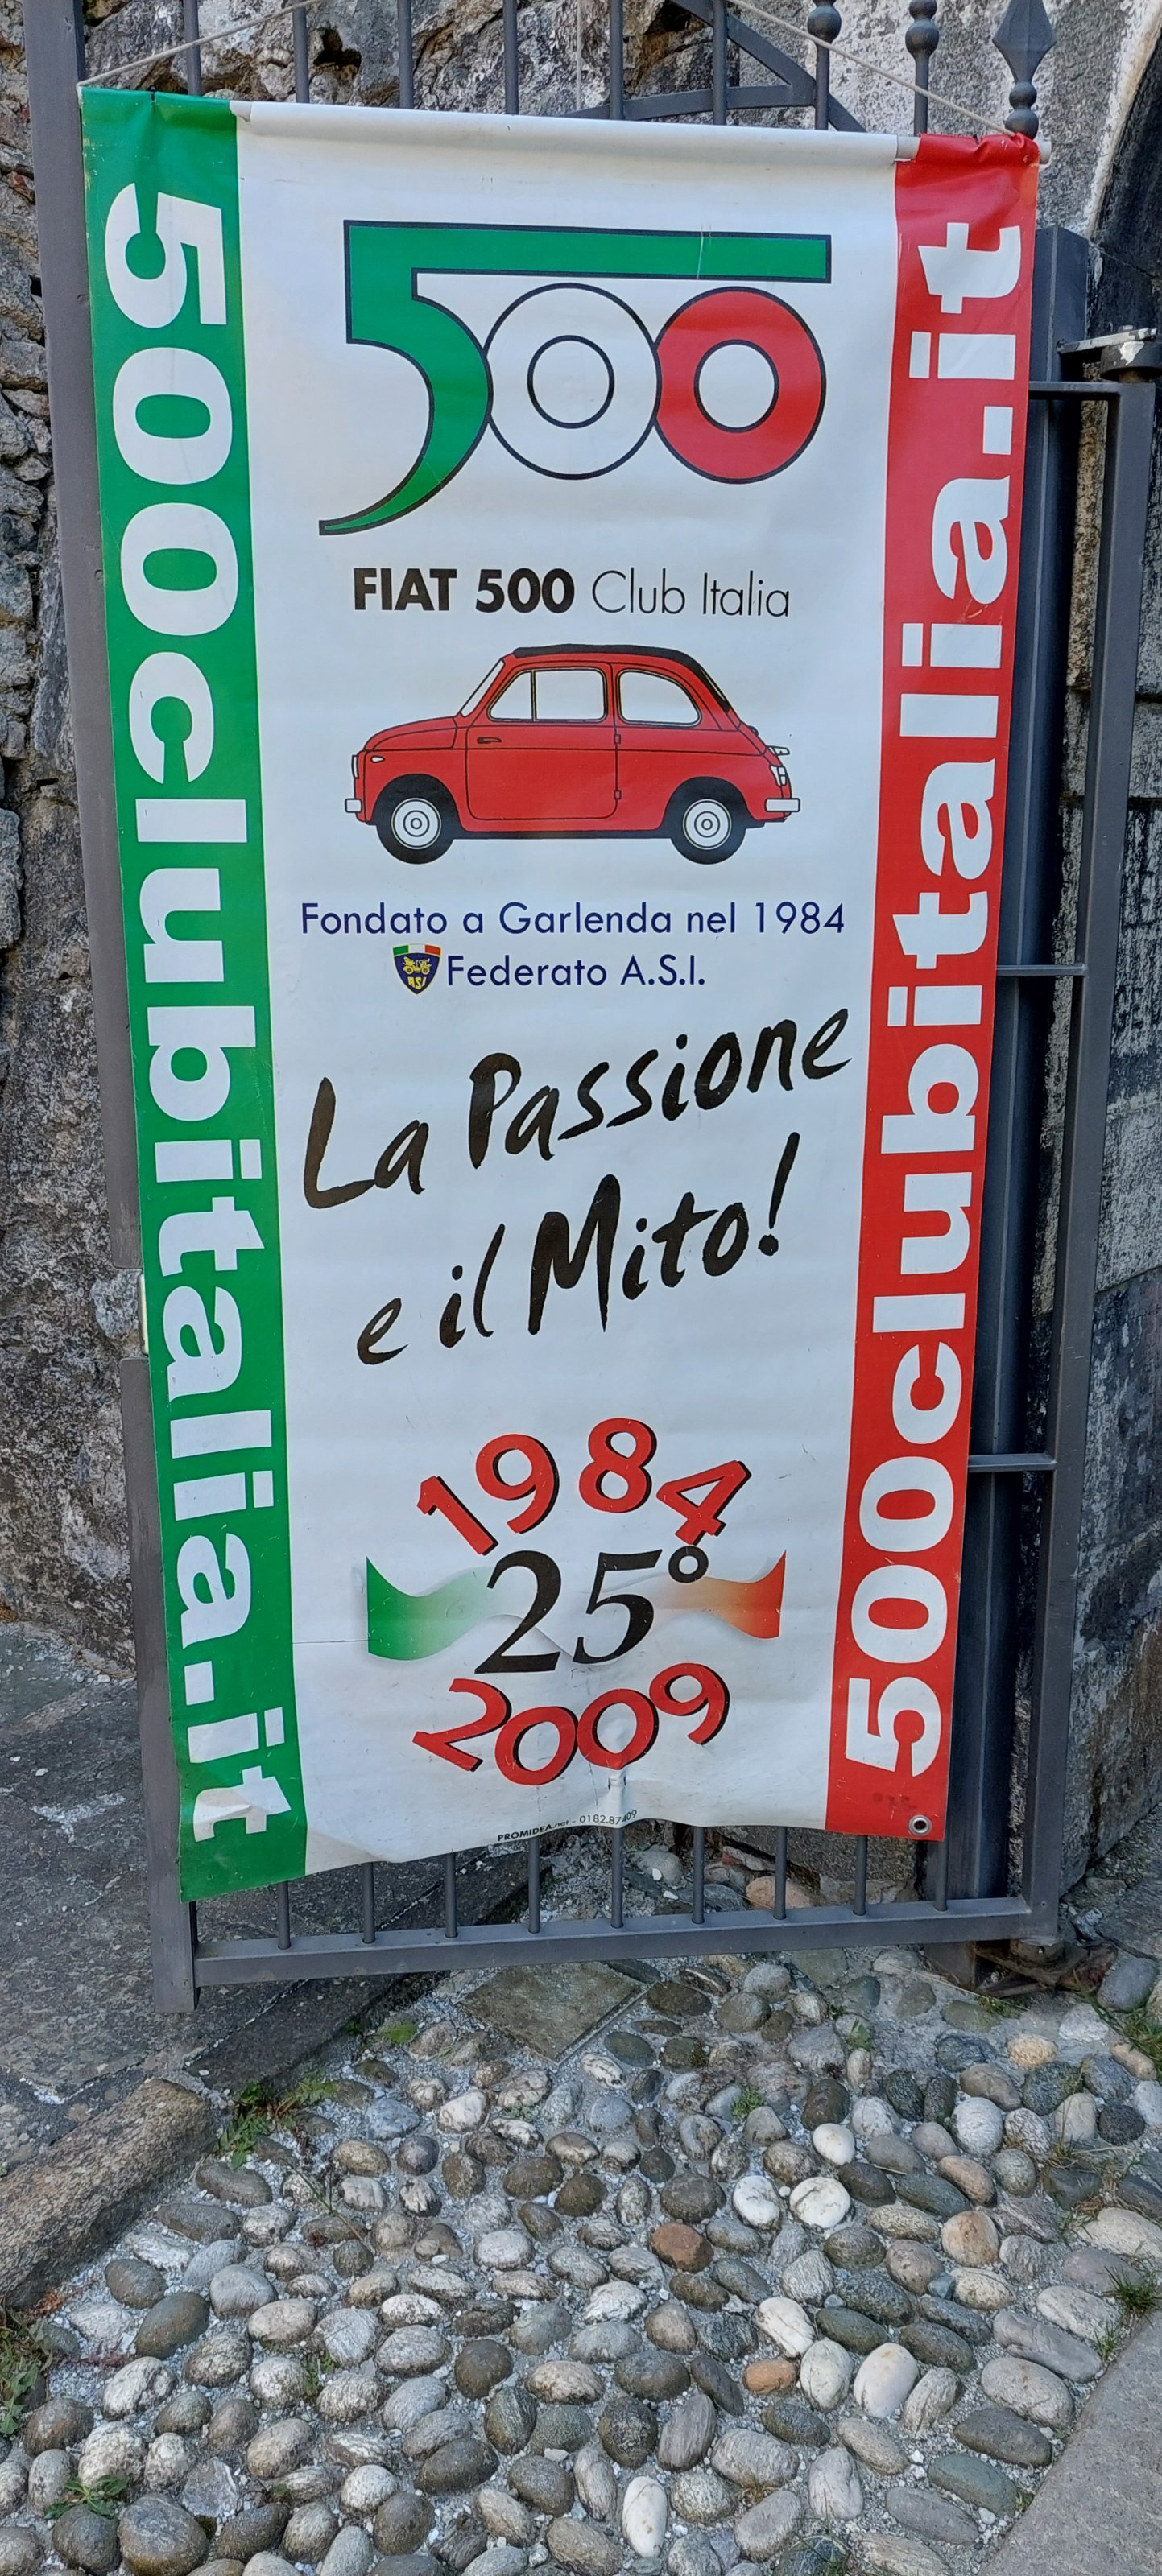 500clubitalia.it
500
FIAT 500 Club Italia
Fondato a Garlenda nel 1984
ASI
Federato A.S.I.
La Passione
e il Mito!
1984
25°
2009
500clubitalia.it